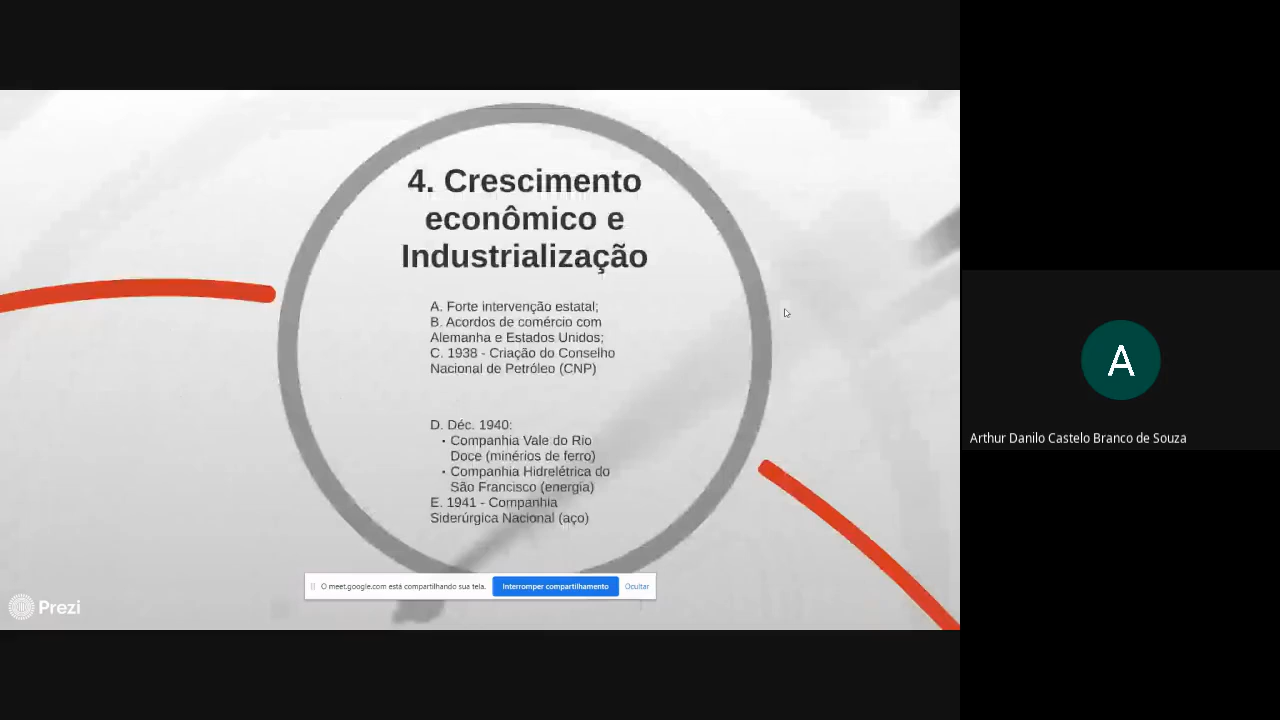 4. Crescimento
econômico e
Industrialização
A. Forte intervenção estatal;
B. Acordos de comércio com
Alemanha e Estados Unidos;
C. 1938 - Criação do Conselho
Nacional de Petróleo (CNP)
D. Déc. 1940:
• Companhia Vale do Rio
Doce (minérios de ferro)
• Companhia Hidrelétrica do
São Francisco (energia)
E. 1941 - Companhia
Siderúrgica Nacional (aço)
O meet.google.com está compartilhando sua tela. Interromper compartilhamento Ocultar
Prezi
A
Arthur Danilo Castelo Branco de Souza